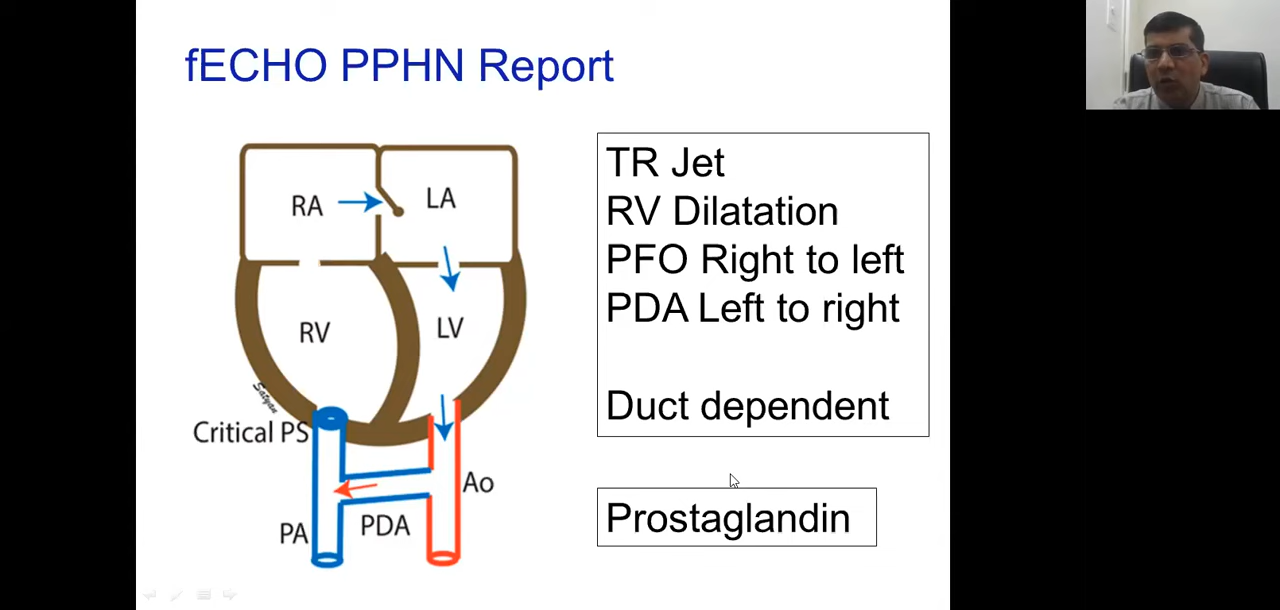 fECHO PPHN Report
RA
LA
RV
LV
Satyan
Critical PS
Ao
PA
PDA
TR Jet
RV Dilatation
PFO Right to left
PDA Left to right
Duct dependent
Prostaglandin